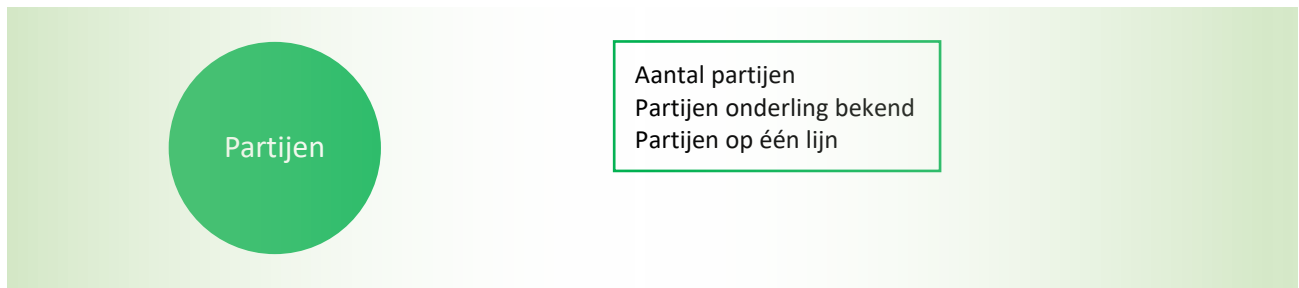 Partijen
Aantal partijen
Partijen onderling bekend
Partijen op één lijn